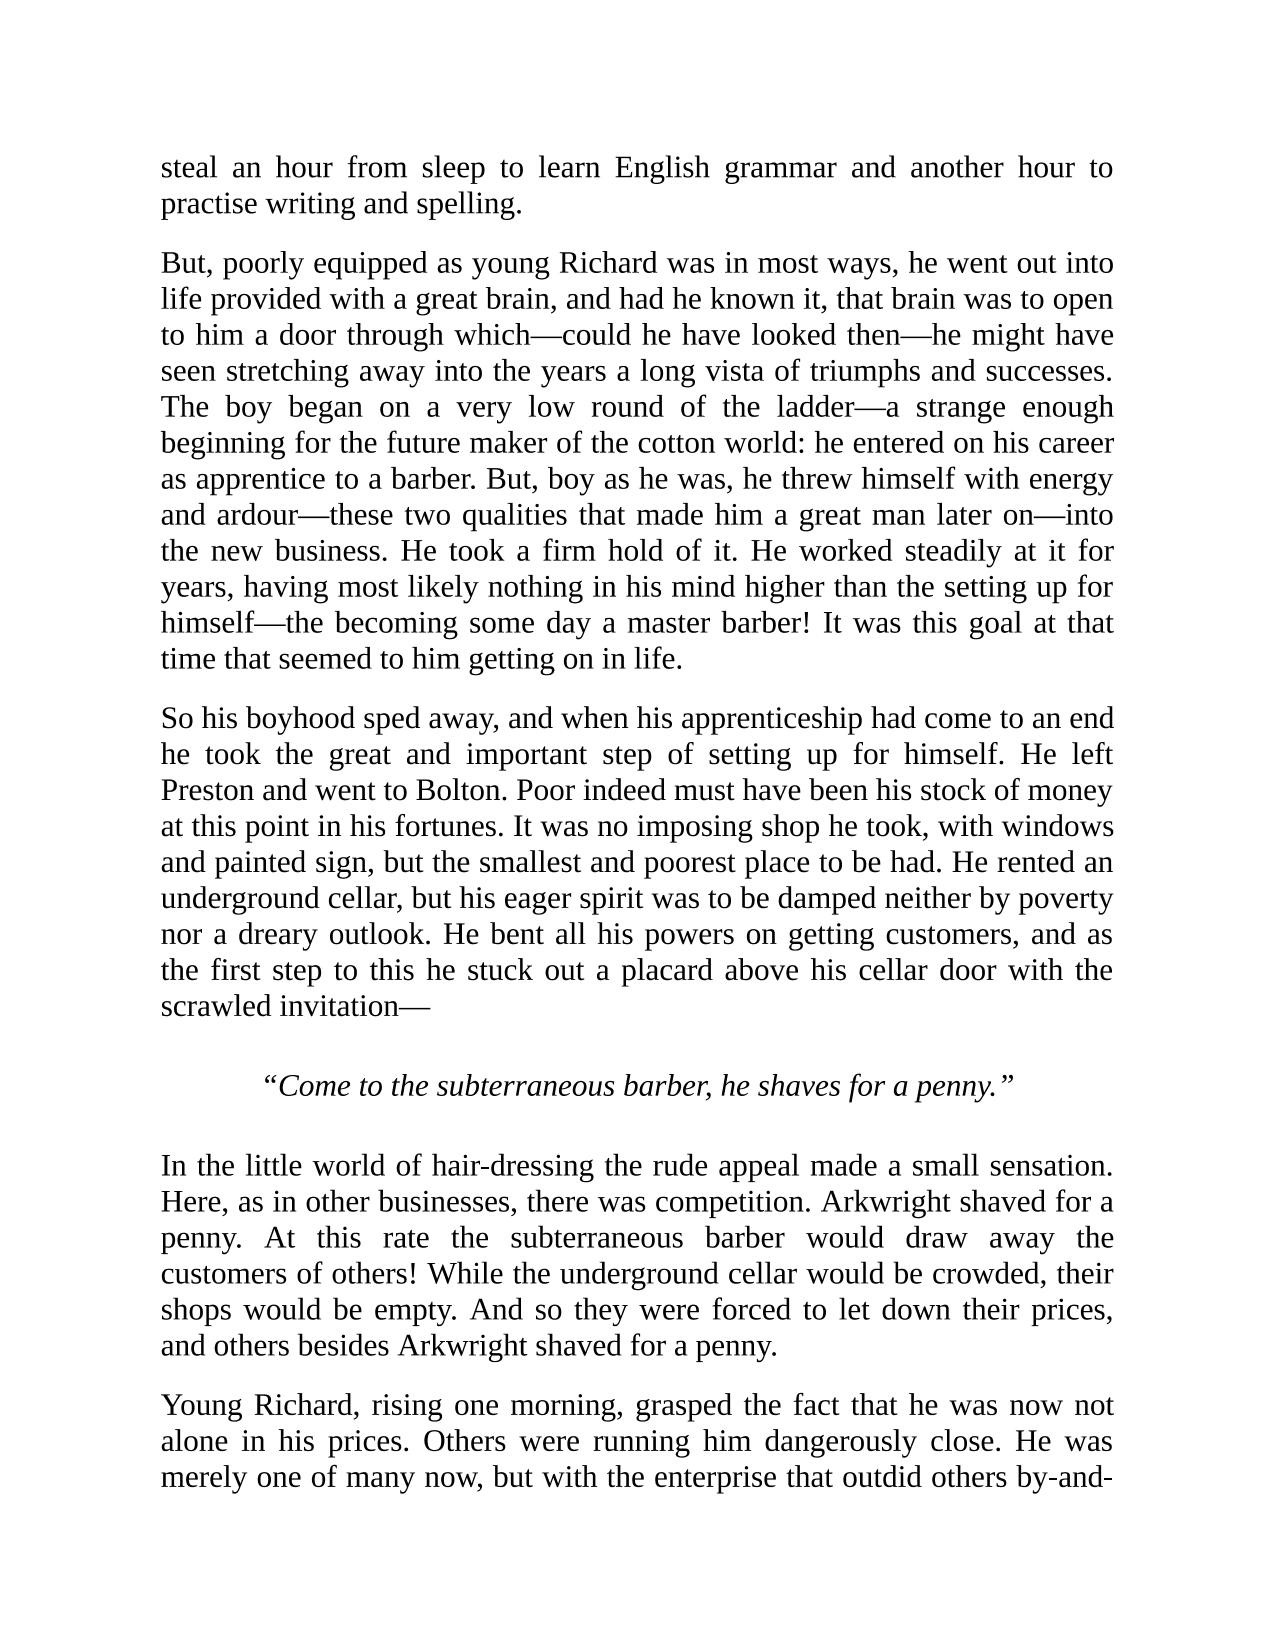 steal an hour from sleep to learn English grammar and another hour to
practise writing and spelling.
But, poorly equipped as young Richard was in most ways, he went out into
life provided with a great brain, and had he known it, that brain was to open
to him a door through which—could he have looked then—he might have
seen stretching away into the years a long vista of triumphs and successes.
The boy began on a very low round of the ladder—a strange enough
beginning for the future maker of the cotton world: he entered on his career
as apprentice to a barber. But, boy as he was, he threw himself with energy
and ardour—these two qualities that made him a great man later on—into
the new business. He took a firm hold of it. He worked steadily at it for
years, having most likely nothing in his mind higher than the setting up for
himself—the becoming some day a master barber! It was this goal at that
time that seemed to him getting on in life.
So his boyhood sped away, and when his apprenticeship had come to an end
he took the great and important step of setting up for himself. He left
Preston and went to Bolton. Poor indeed must have been his stock of money
at this point in his fortunes. It was no imposing shop he took, with windows
and painted sign, but the smallest and poorest place to be had. He rented an
underground cellar, but his eager spirit was to be damped neither by poverty
nor a dreary outlook. He bent all his powers on getting customers, and as
the first step to this he stuck out a placard above his cellar door with the
scrawled invitation—
“Come to the subterraneous barber, he shaves for a penny.”
In the little world of hair-dressing the rude appeal made a small sensation.
Here, as in other businesses, there was competition. Arkwright shaved for a
penny. At this rate the subterraneous barber would draw away the
customers of others! While the underground cellar would be crowded, their
shops would be empty. And so they were forced to let down their prices,
and others besides Arkwright shaved for a penny.
Young Richard, rising one morning, grasped the fact that he was now not
alone in his prices. Others were running him dangerously close. He was
merely one of many now, but with the enterprise that outdid others by-and-